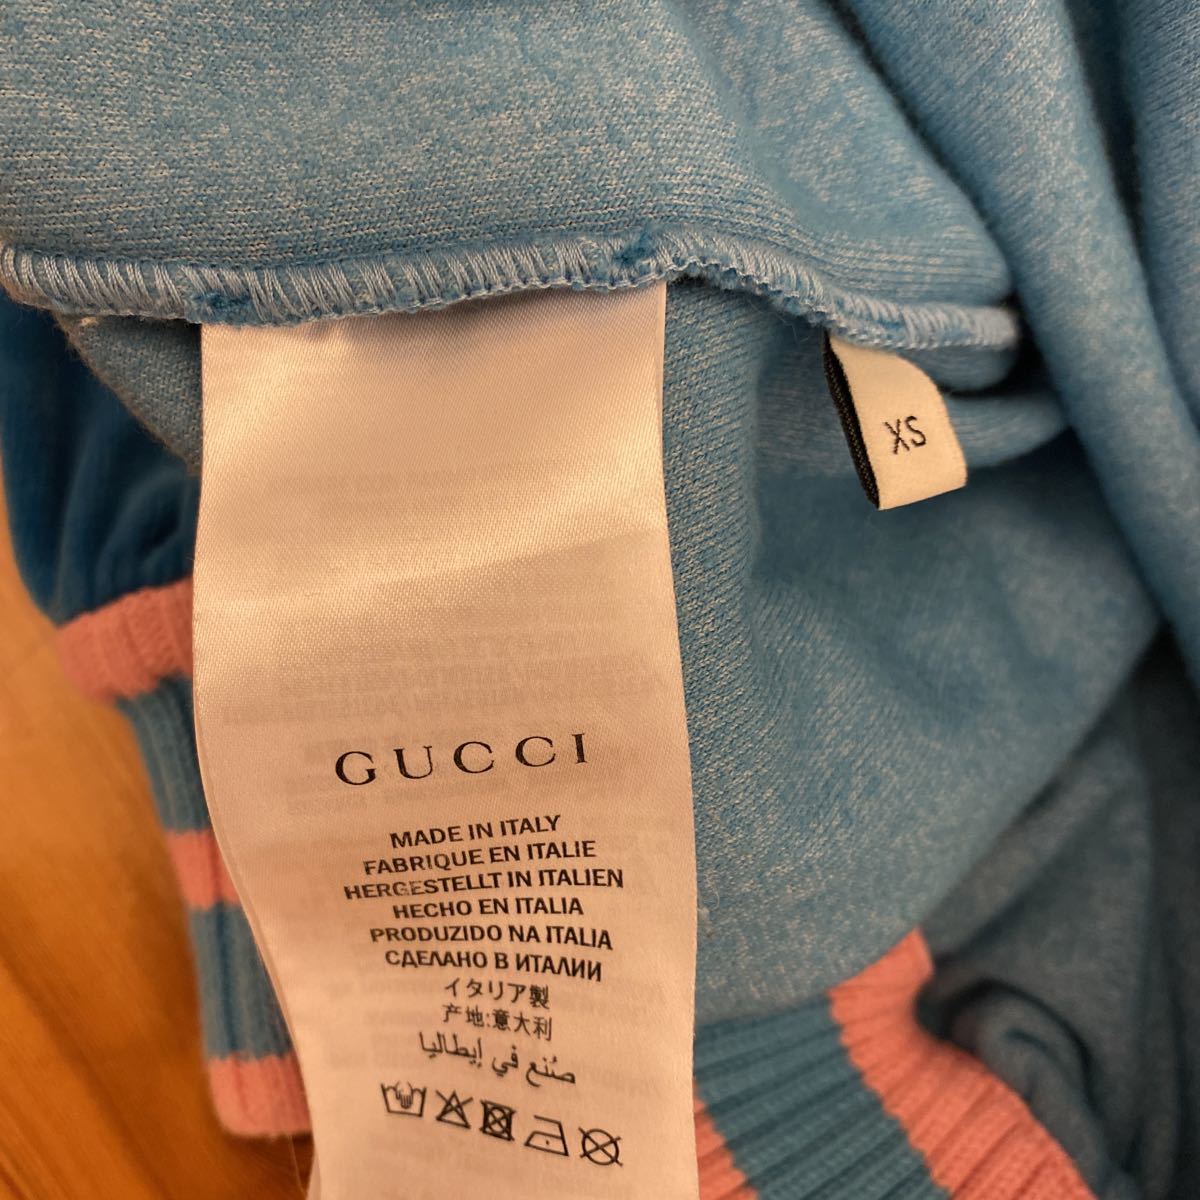 XS
GUCCI
MADE IN ITALY
FABRIQUE EN ITALIE
HERGESTELLT IN ITALIEN
HECHO EN ITALIA
PRODUZIDO NA ITALIA
СДЕЛАНО В ИТАЛИИ
イタリア製
产地:意大利
صُنع في إيطاليا